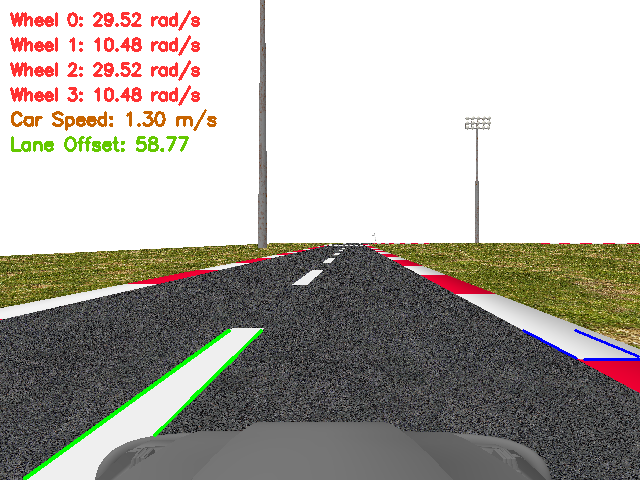 Wheel 0: 29.52 rad/s
Wheel 1: 10.48 rad/s
Wheel 2: 29.52 rad/s
Wheel 3: 10.48 rad/s
Car Speed: 1.30 m/s
Lane Offset: 58.77